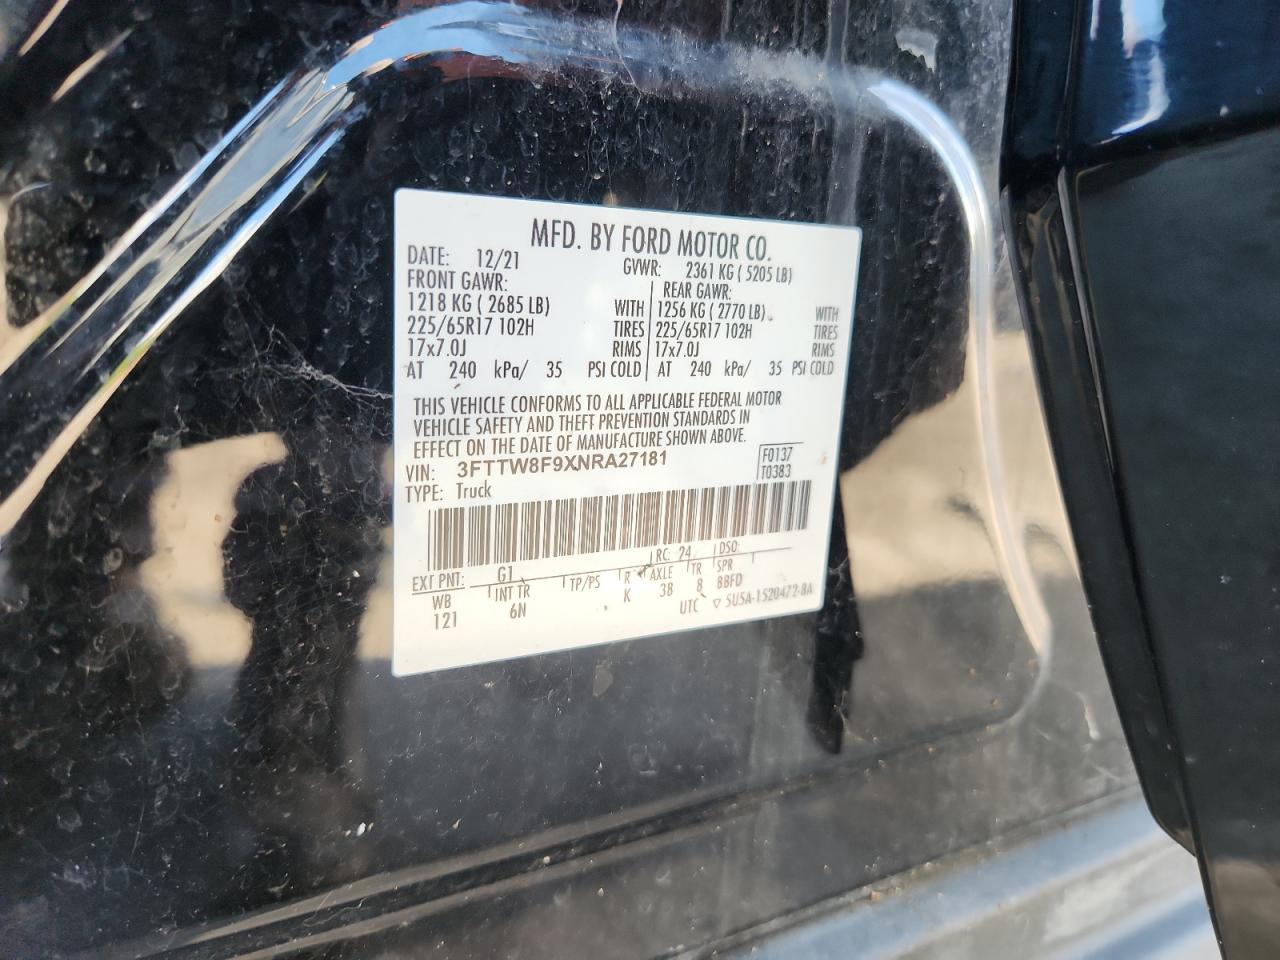 MFD. BY FORD MOTOR CO.
DATE: 12/21 GVWR: 2361 KG ( 5205 LB)
FRONT GAWR: REAR GAWR:
1218 KG ( 2685 LB) WITH 1256 KG ( 2770 LB) WITH
225/65R17 102H TIRES 225/65R17 102H TIRES
17x7.0J RIMS 17x7.0J RIMS
AT 240 kPa/ 35 PSI COLD AT 240 kPa/ 35 PSI COLD
THIS VEHICLE CONFORMS TO ALL APPLICABLE FEDERAL MOTOR
VEHICLE SAFETY AND THEFT PREVENTION STANDARDS IN
EFFECT ON THE DATE OF MANUFACTURE SHOWN ABOVE.
VIN: 3FTTW8F9XNRA27181 F0137
TYPE: Truck T0383
EXT PNT: G1 RC: 24 DSO:
WB INT TR TP/PS R AXLE TR SPR
121 6N K 38 8 BBFD
UTC ▽ 5U5A-1520472-BA